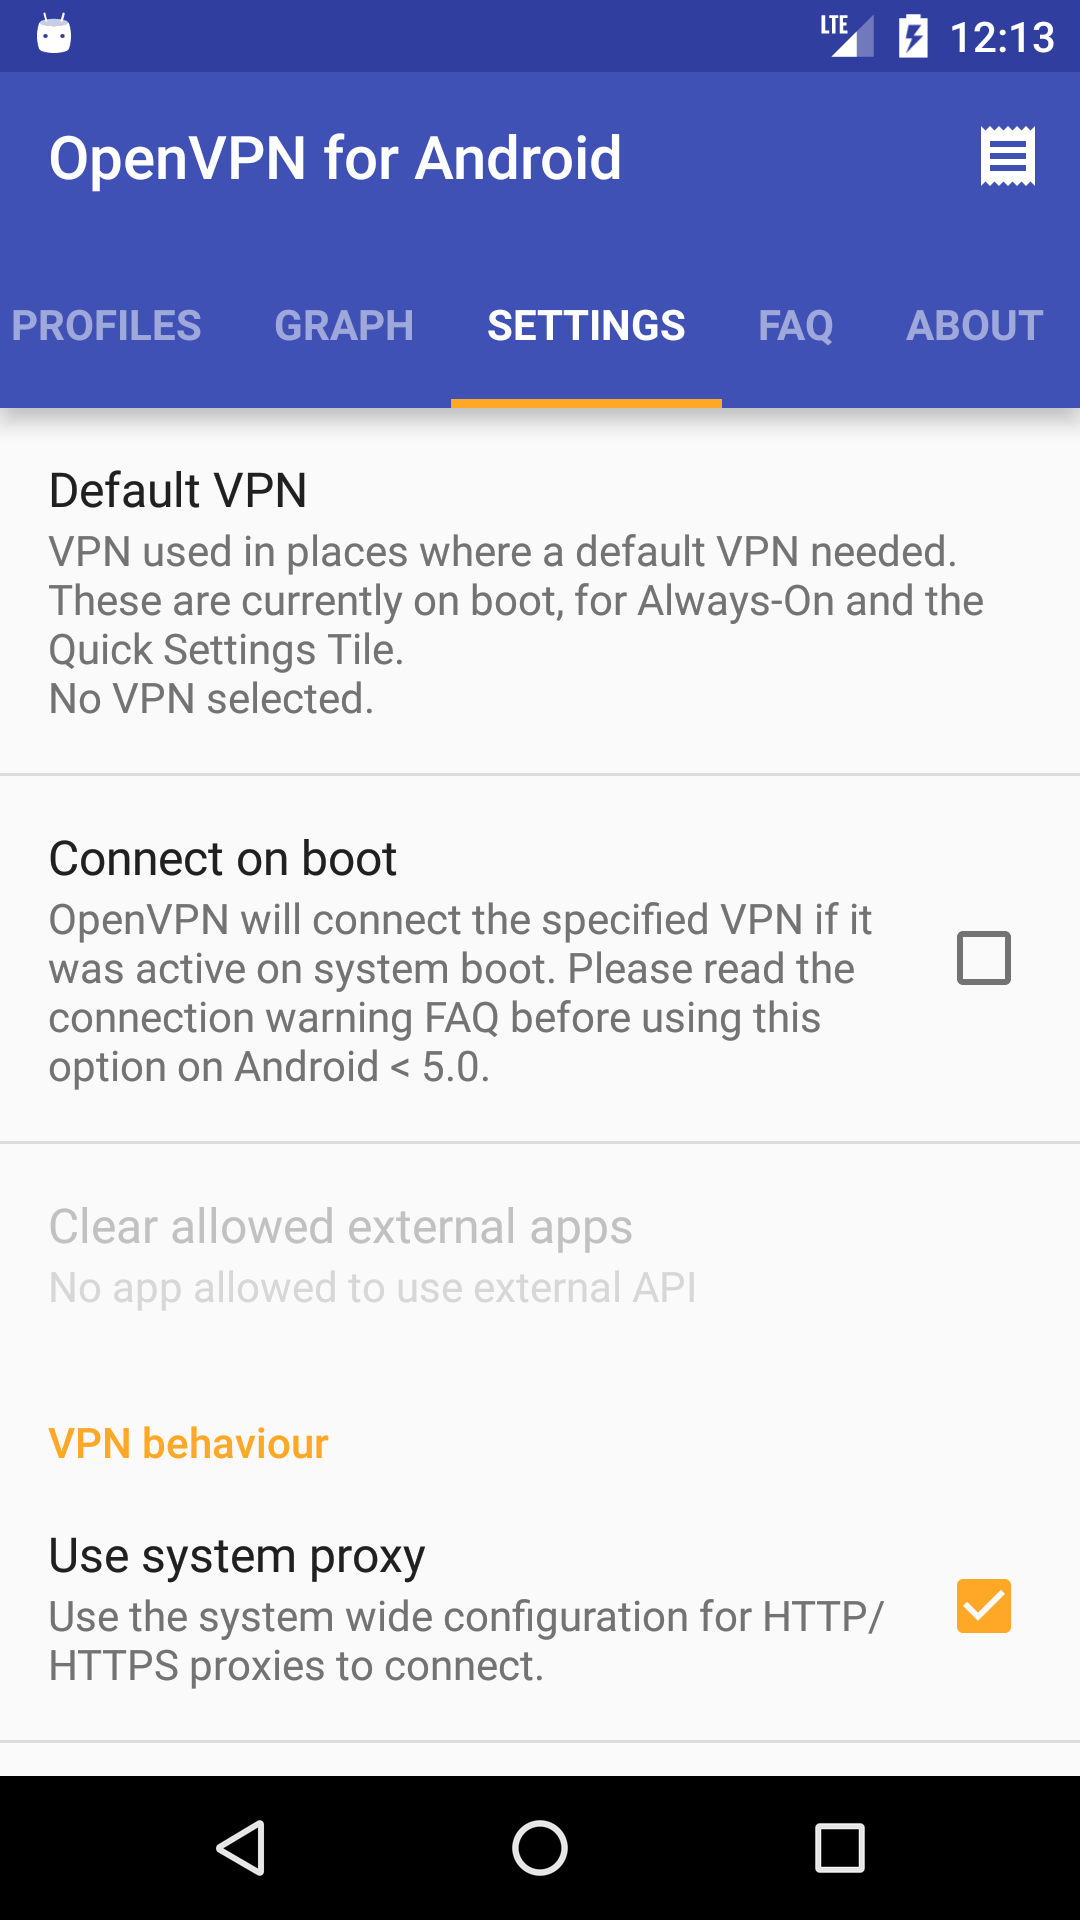 LTE 12:13
OpenVPN for Android
PROFILES GRAPH SETTINGS FAQ ABOUT
Default VPN
VPN used in places where a default VPN needed.
These are currently on boot, for Always-On and the
Quick Settings Tile.
No VPN selected.
Connect on boot
OpenVPN will connect the specified VPN if it
was active on system boot. Please read the
connection warning FAQ before using this
option on Android < 5.0.
Clear allowed external apps
No app allowed to use external API
VPN behaviour
Use system proxy
Use the system wide configuration for HTTP/
HTTPS proxies to connect.